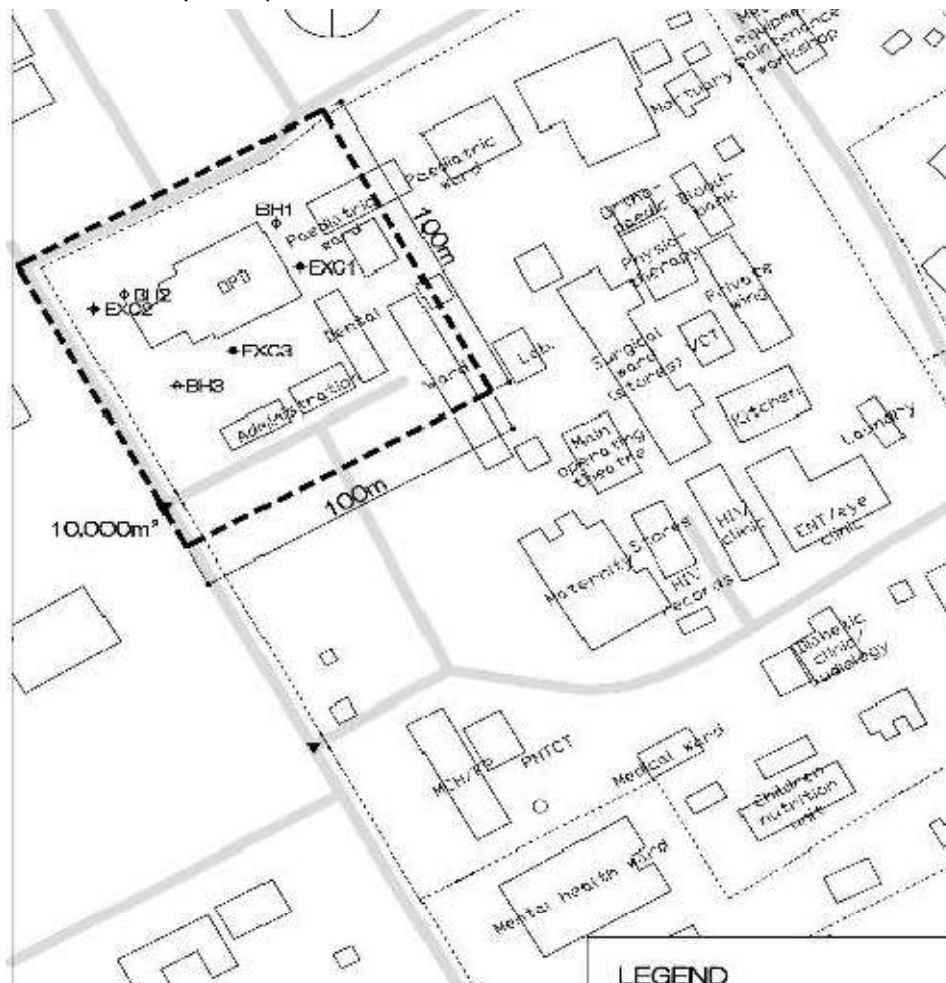 equipment
maintenance
workshop
Mortuary
Paediatric
ward
Paediatric
ward
100m
BH1
EXC1
OPD
BH2
EXC2
EXC3
BH3
Dental
Ward
Lab.
Administration
Ortho-
paedic
Blood-
bank
Physio-
therapy
Private
wing
VCT
Surgical
ward
(stores?)
Kitchen
Laundry
Main
operating
theatre
100m
10.000m²
Maternity
Stores
HIV
records
HIV
clinic
ENT/eye
clinic
Diabetic
clinic/
MCH/FP
PMTCT
Medical ward
Children
nutrition
unit
Mental health ward
LEGEND